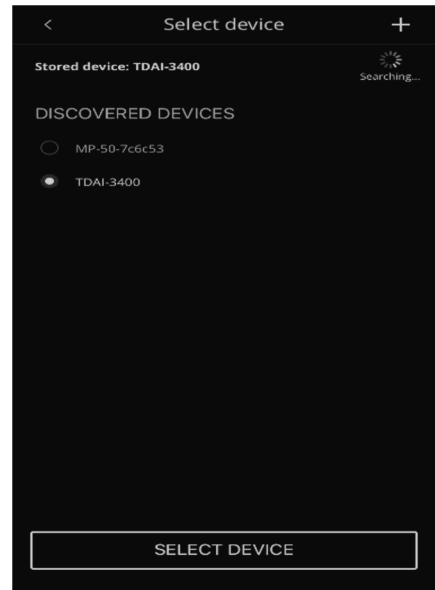 Select device
Stored device: TDAI-3400
Searching...
DISCOVERED DEVICES
MP-50-7c6c53
TDAI-3400
SELECT DEVICE